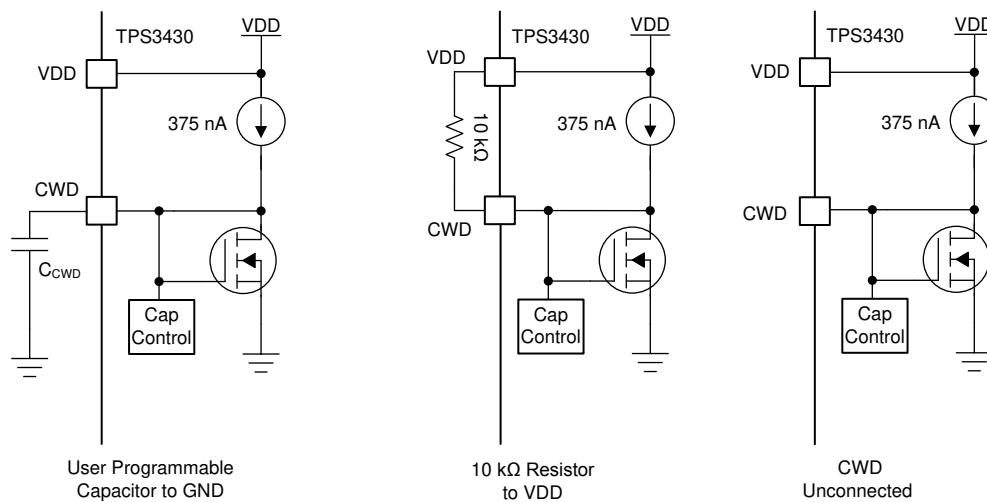 TPS3430
VDD
VDD
375 nA
CWD
CCWD
Cap
Control
User Programmable
Capacitor to GND
TPS3430
VDD
VDD
10 kΩ
375 nA
CWD
Cap
Control
10 kΩ Resistor
to VDD
TPS3430
VDD
VDD
375 nA
CWD
Cap
Control
CWD
Unconnected